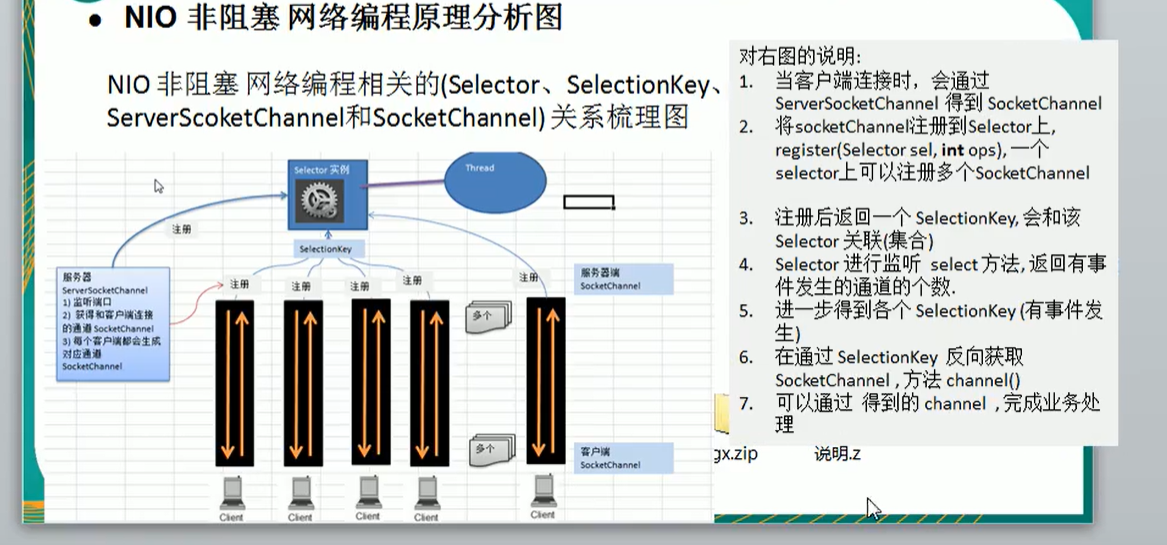 ● NIO 非阻塞 网络编程原理分析图
NIO 非阻塞 网络编程相关的(Selector、SelectionKey、
ServerScoketChannel和SocketChannel) 关系梳理图
Selector 实例
Thread
注册
SelectionKey
服务器
ServerSocketChannel
1) 监听端口
2) 获得和客户端连接
的通道 SocketChannel
3) 每个客户端都会生成
对应通道
SocketChannel
注册
注册
注册
注册
注册
服务器端
SocketChannel
多个
多个
客户端
SocketChannel
Client
Client
Client
Client
Client
对右图的说明:
1. 当客户端连接时，会通过
ServerSocketChannel 得到 SocketChannel
2. 将socketChannel注册到Selector上,
register(Selector sel, int ops), 一个
selector上可以注册多个SocketChannel
3. 注册后返回一个 SelectionKey, 会和该
Selector 关联(集合)
4. Selector 进行监听 select 方法, 返回有事
件发生的通道的个数.
5. 进一步得到各个 SelectionKey (有事件发
生)
6. 在通过 SelectionKey 反向获取
SocketChannel , 方法 channel()
7. 可以通过 得到的 channel , 完成业务处
理
gx.zip
说明.z